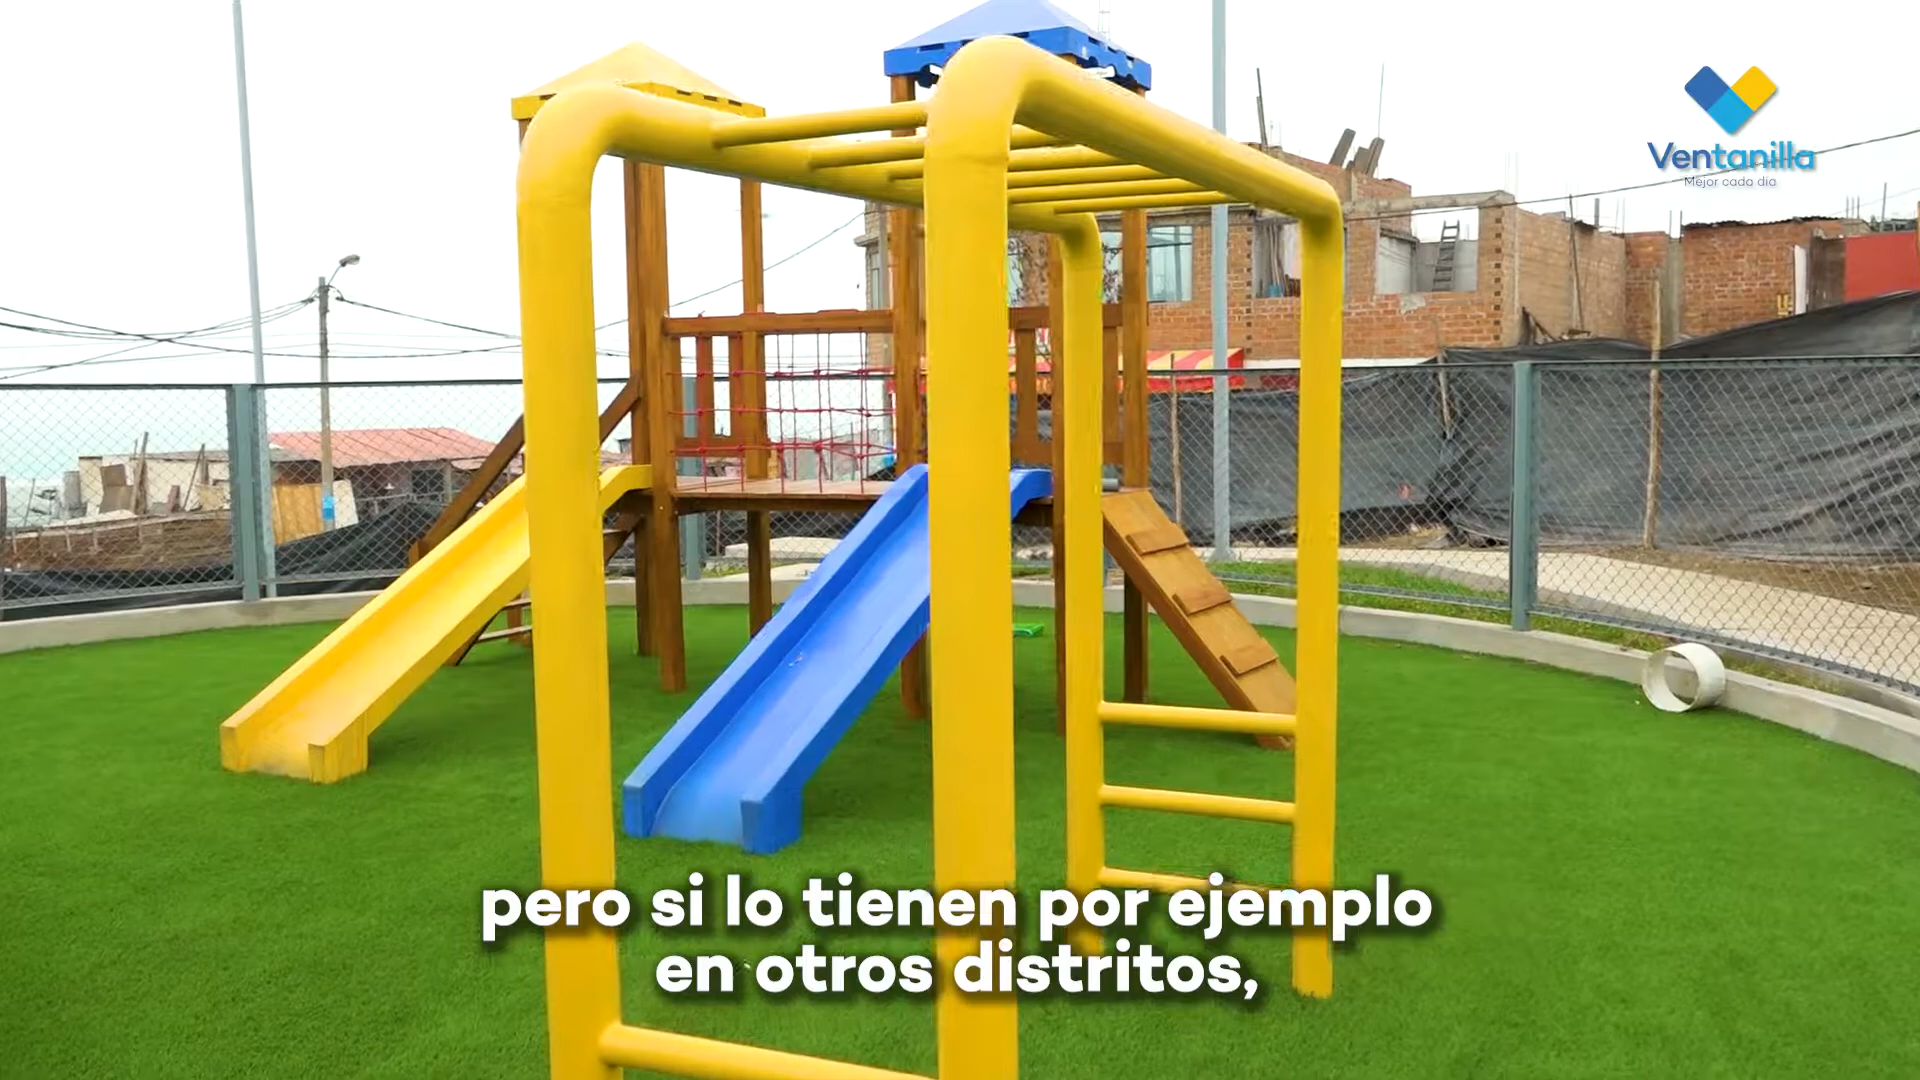 Ventanilla
Mejor cada día
pero si lo tienen por ejemplo
en otros distritos,